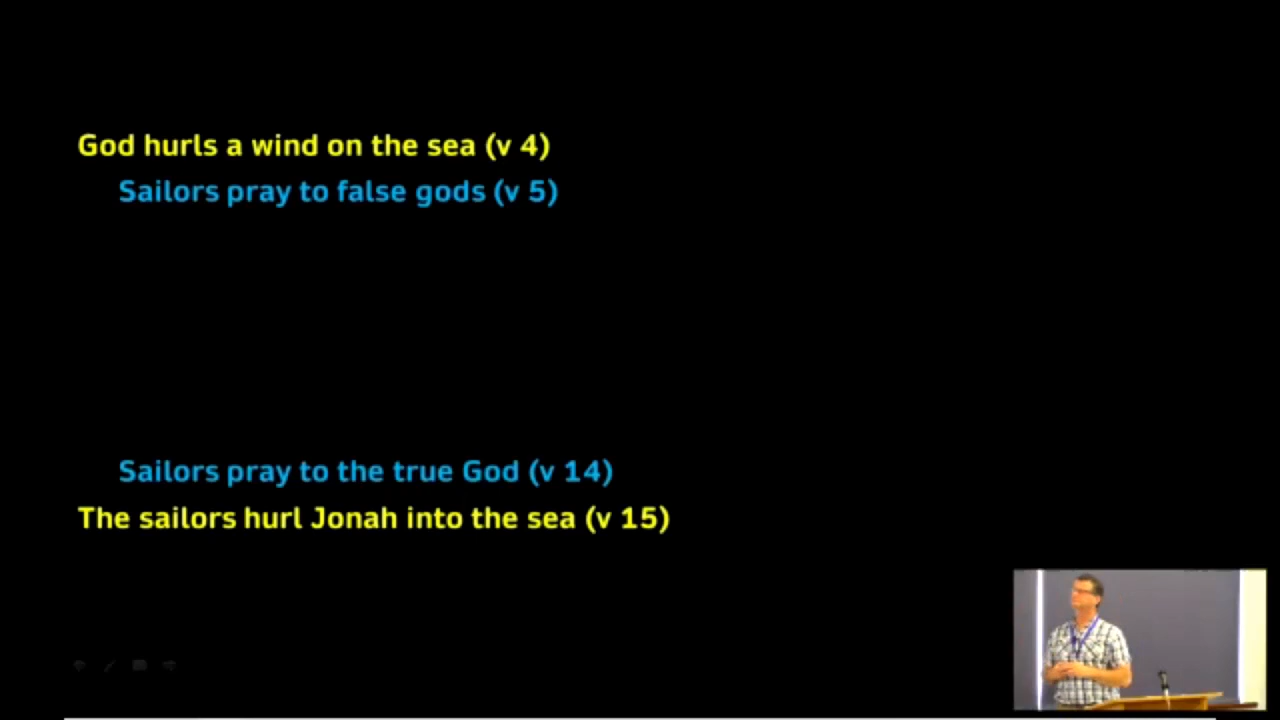 God hurls a wind on the sea (v 4)
Sailors pray to false gods (v 5)
Sailors pray to the true God (v 14)
The sailors hurl Jonah into the sea (v 15)